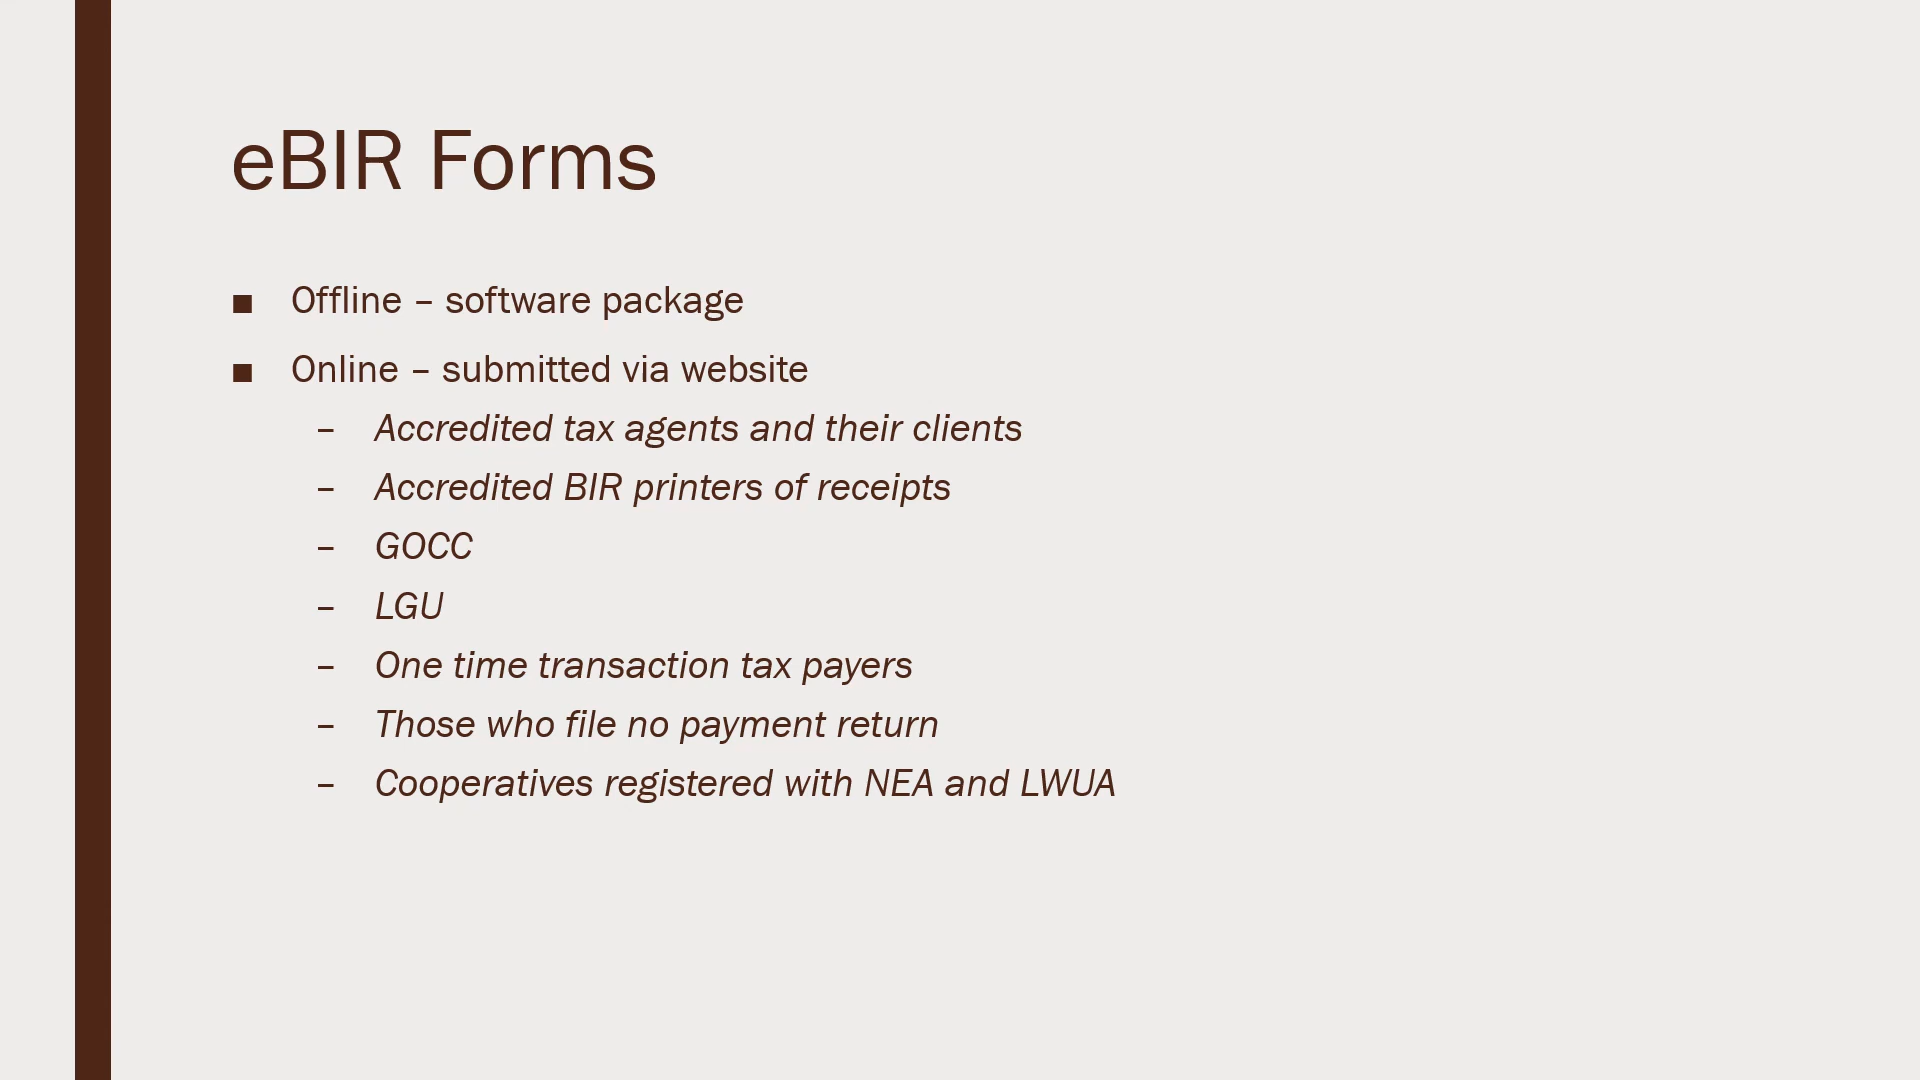 eBIR Forms
■ Offline – software package
■ Online – submitted via website
– Accredited tax agents and their clients
– Accredited BIR printers of receipts
– GOCC
– LGU
– One time transaction tax payers
– Those who file no payment return
– Cooperatives registered with NEA and LWUA